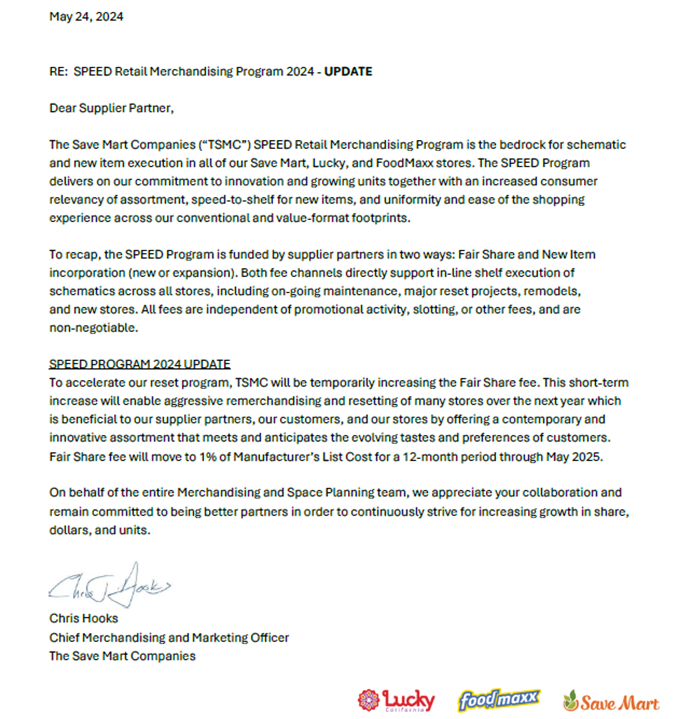 May 24, 2024
RE: SPEED Retail Merchandising Program 2024 - UPDATE
Dear Supplier Partner,
The Save Mart Companies (“TSMC”) SPEED Retail Merchandising Program is the bedrock for schematic
and new item execution in all of our Save Mart, Lucky, and FoodMaxx stores. The SPEED Program
delivers on our commitment to innovation and growing units together with an increased consumer
relevancy of assortment, speed-to-shelf for new items, and uniformity and ease of the shopping
experience across our conventional and value-format footprints.
To recap, the SPEED Program is funded by supplier partners in two ways: Fair Share and New Item
incorporation (new or expansion). Both fee channels directly support in-line shelf execution of
schematics across all stores, including on-going maintenance, major reset projects, remodels,
and new stores. All fees are independent of promotional activity, slotting, or other fees, and are
non-negotiable.
SPEED PROGRAM 2024 UPDATE
To accelerate our reset program, TSMC will be temporarily increasing the Fair Share fee. This short-term
increase will enable aggressive remerchandising and resetting of many stores over the next year which
is beneficial to our supplier partners, our customers, and our stores by offering a contemporary and
innovative assortment that meets and anticipates the evolving tastes and preferences of customers.
Fair Share fee will move to 1% of Manufacturer’s List Cost for a 12-month period through May 2025.
On behalf of the entire Merchandising and Space Planning team, we appreciate your collaboration and
remain committed to being better partners in order to continuously strive for increasing growth in share,
dollars, and units.
Chris J Hooks
Chris Hooks
Chief Merchandising and Marketing Officer
The Save Mart Companies
Lucky California foodmaxx Save Mart